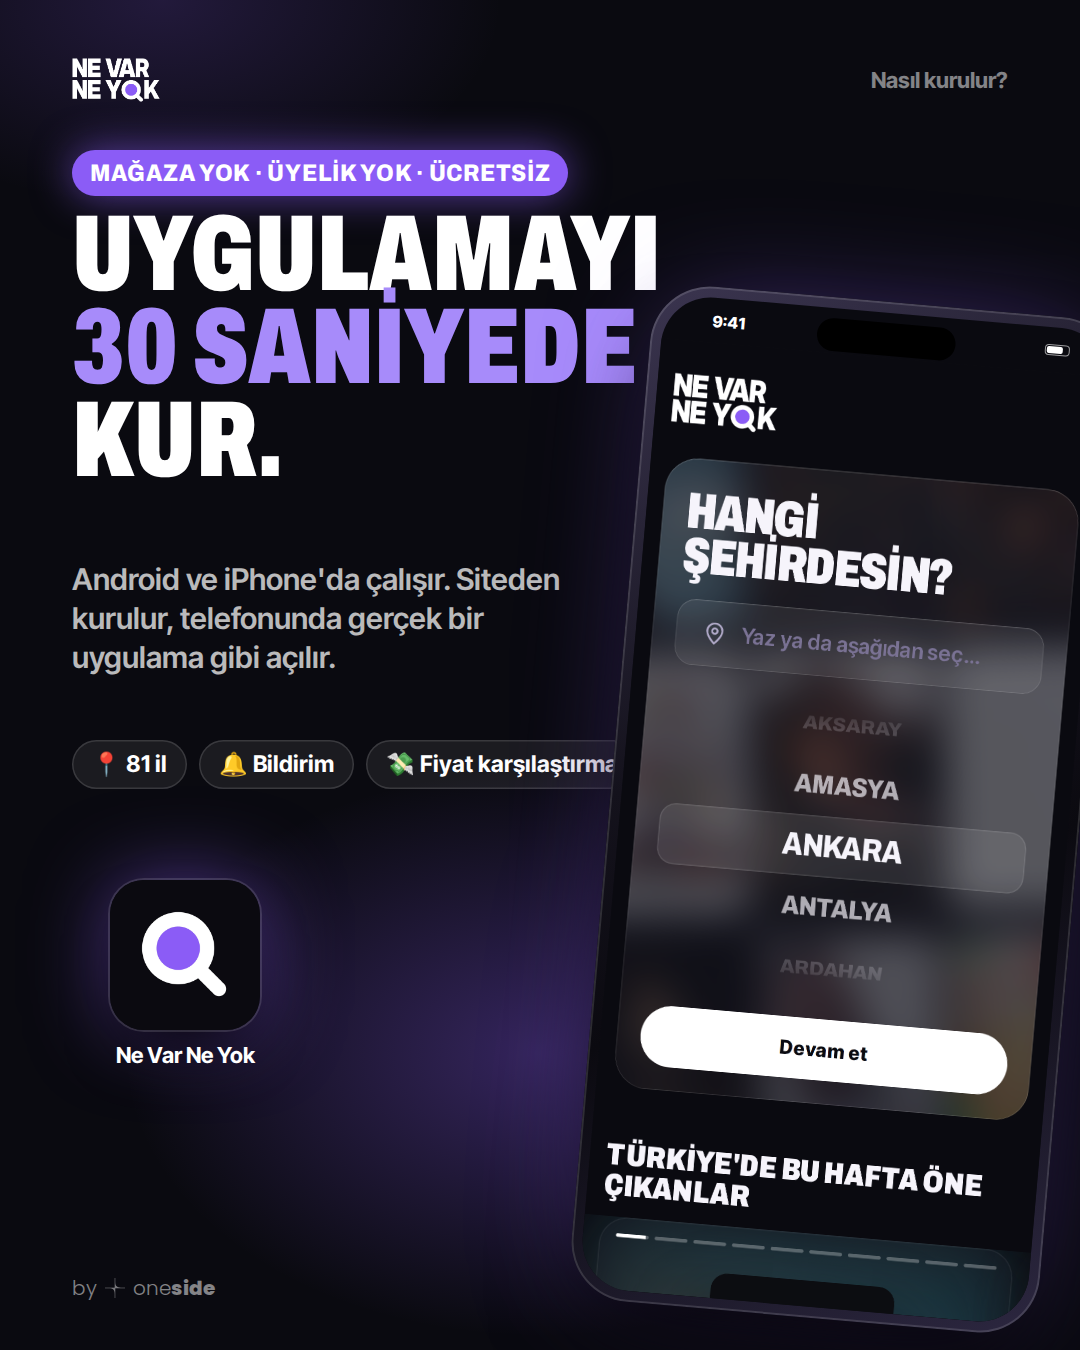 NE VAR
NE YOK
Nasıl kurulur?
MAĞAZA YOK · ÜYELİK YOK · ÜCRETSİZ
UYGULAMAYI
30 SANİYEDE
KUR.
Android ve iPhone'da çalışır. Siteden
kurulur, telefonunda gerçek bir
uygulama gibi açılır.
📍 81 il
🔔 Bildirim
💸 Fiyat karşılaştırma
Ne Var Ne Yok
by oneside
9:41
NE VAR
NE YOK
HANGİ
ŞEHİRDESİN?
Yaz ya da aşağıdan seç...
AKSARAY
AMASYA
ANKARA
ANTALYA
ARDAHAN
Devam et
TÜRKİYE'DE BU HAFTA ÖNE
ÇIKANLAR